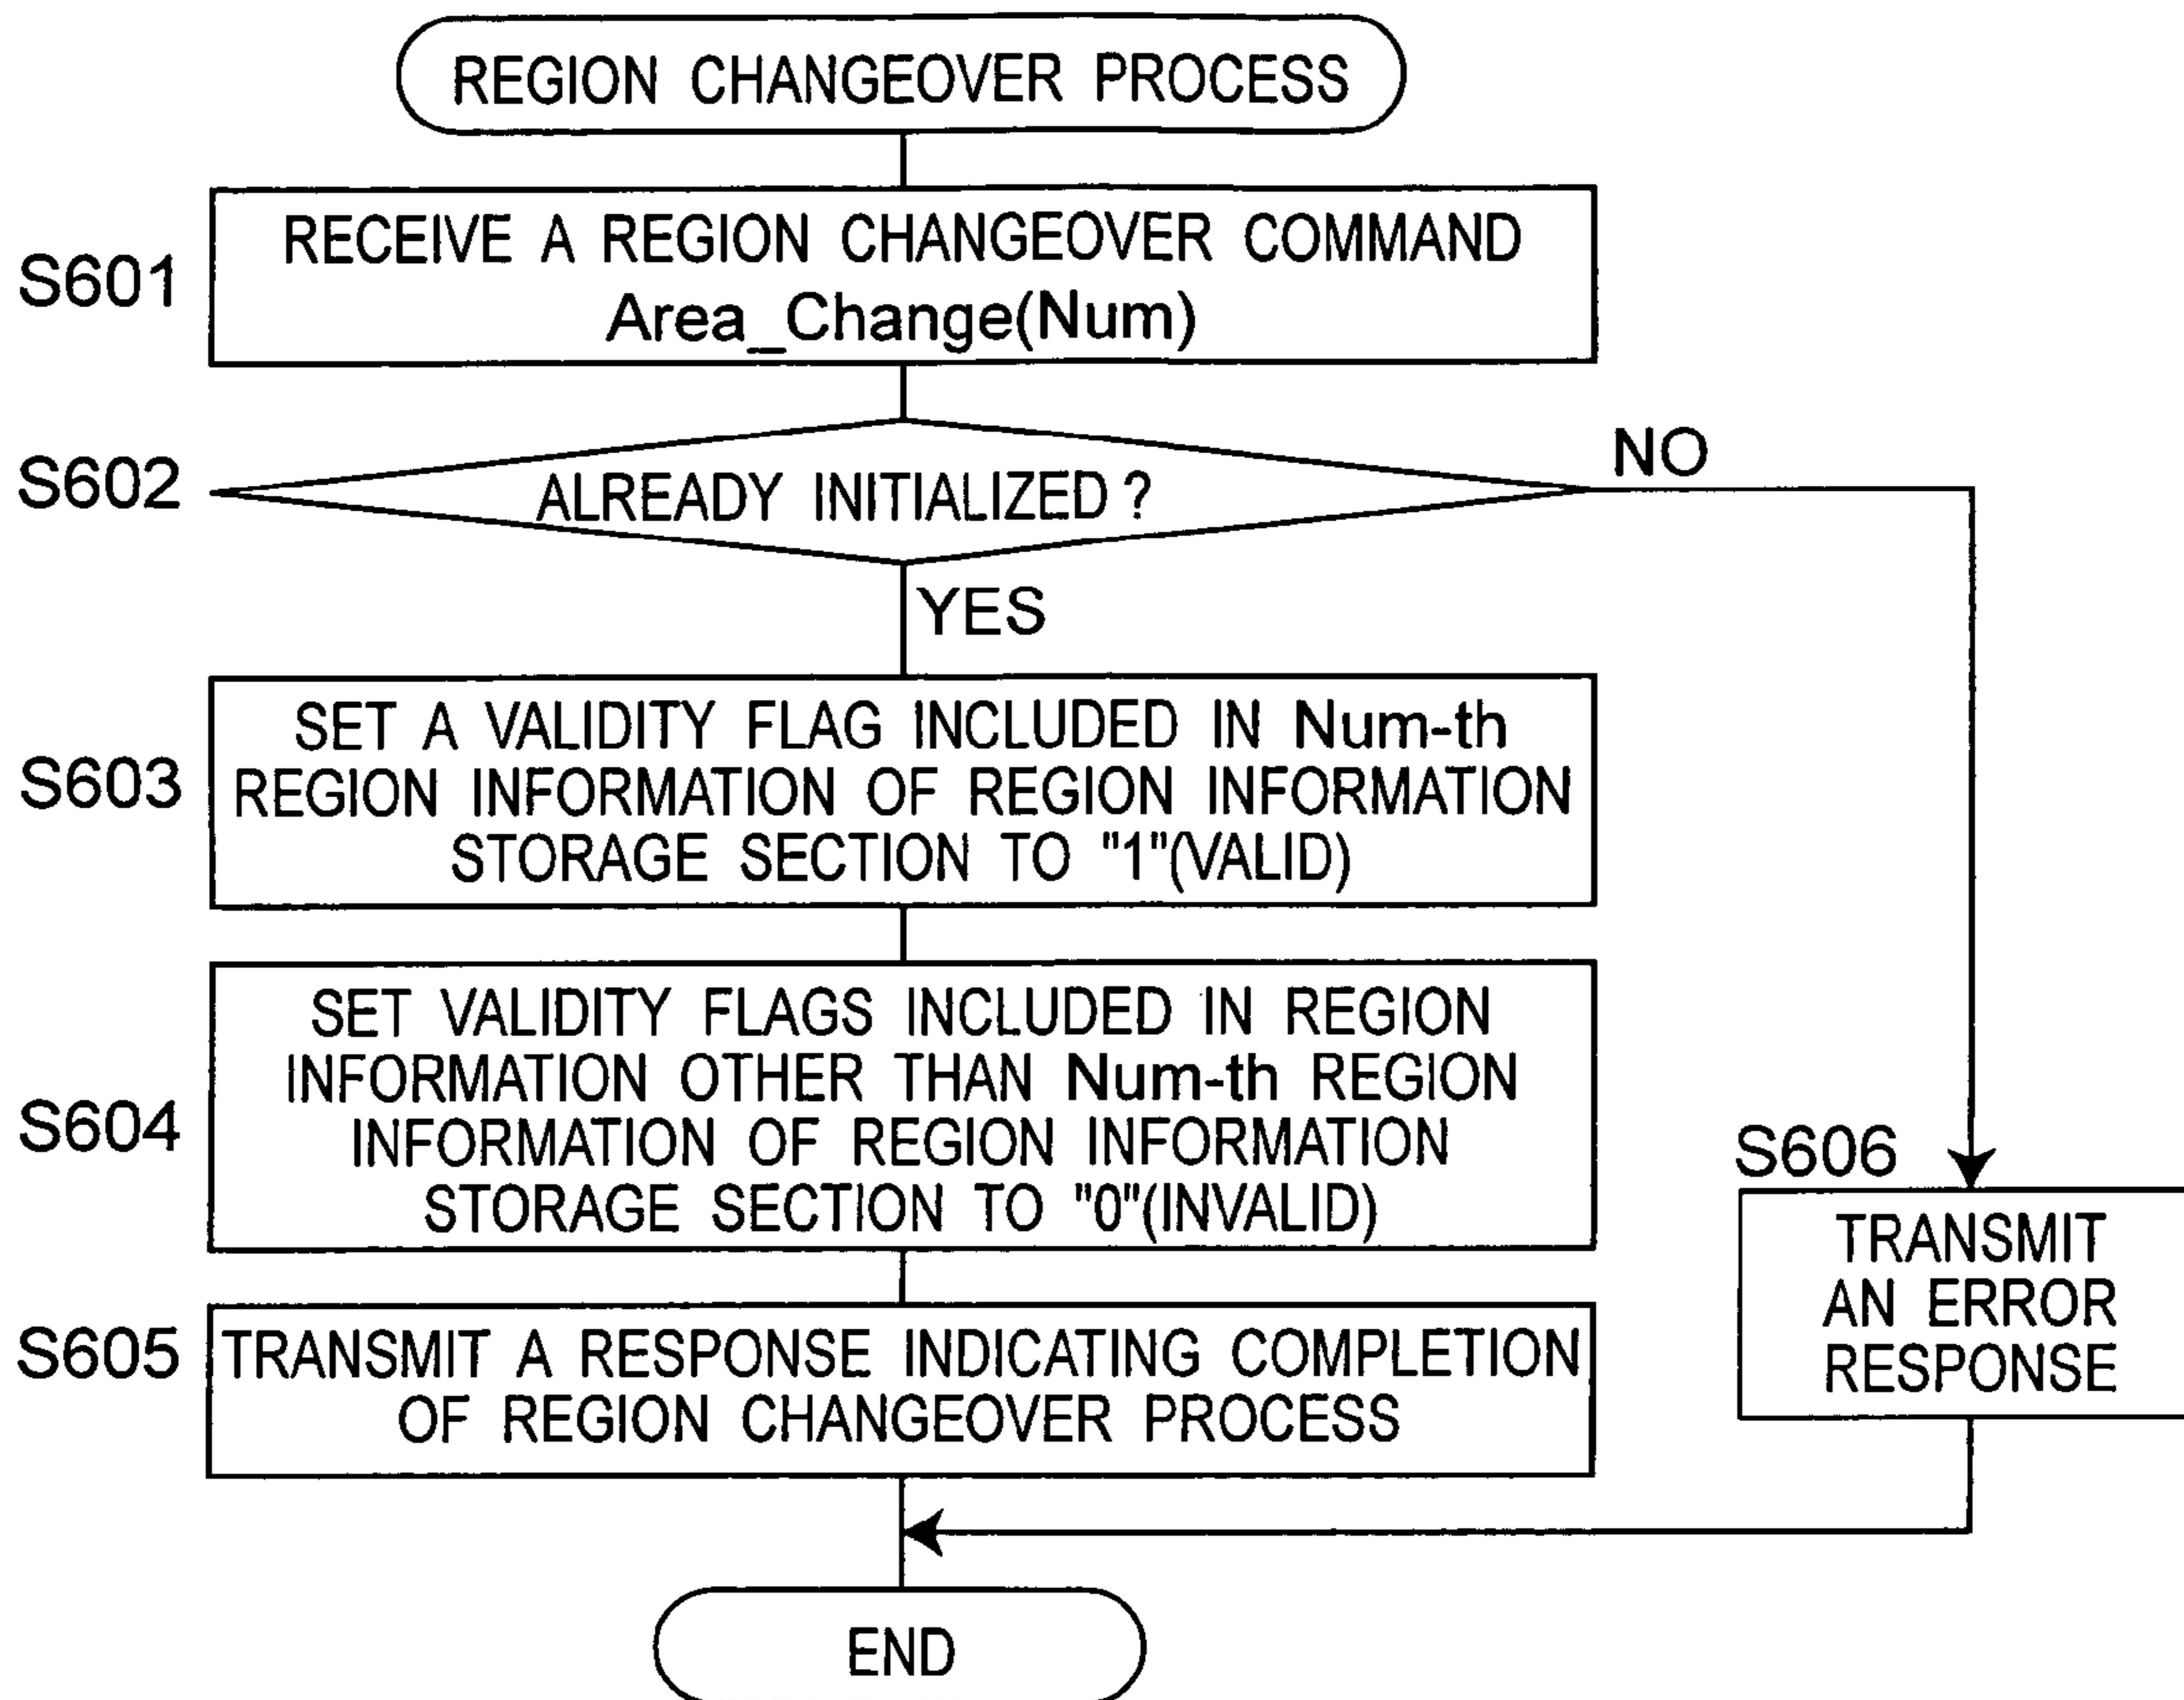 REGION CHANGEOVER PROCESS
S601
RECEIVE A REGION CHANGEOVER COMMAND
Area_Change(Num)
S602
ALREADY INITIALIZED ?
NO
YES
S603
SET A VALIDITY FLAG INCLUDED IN Num-th
REGION INFORMATION OF REGION INFORMATION
STORAGE SECTION TO "1"(VALID)
S604
SET VALIDITY FLAGS INCLUDED IN REGION
INFORMATION OTHER THAN Num-th REGION
INFORMATION OF REGION INFORMATION
STORAGE SECTION TO "0"(INVALID)
S606
TRANSMIT
AN ERROR
RESPONSE
S605
TRANSMIT A RESPONSE INDICATING COMPLETION
OF REGION CHANGEOVER PROCESS
END